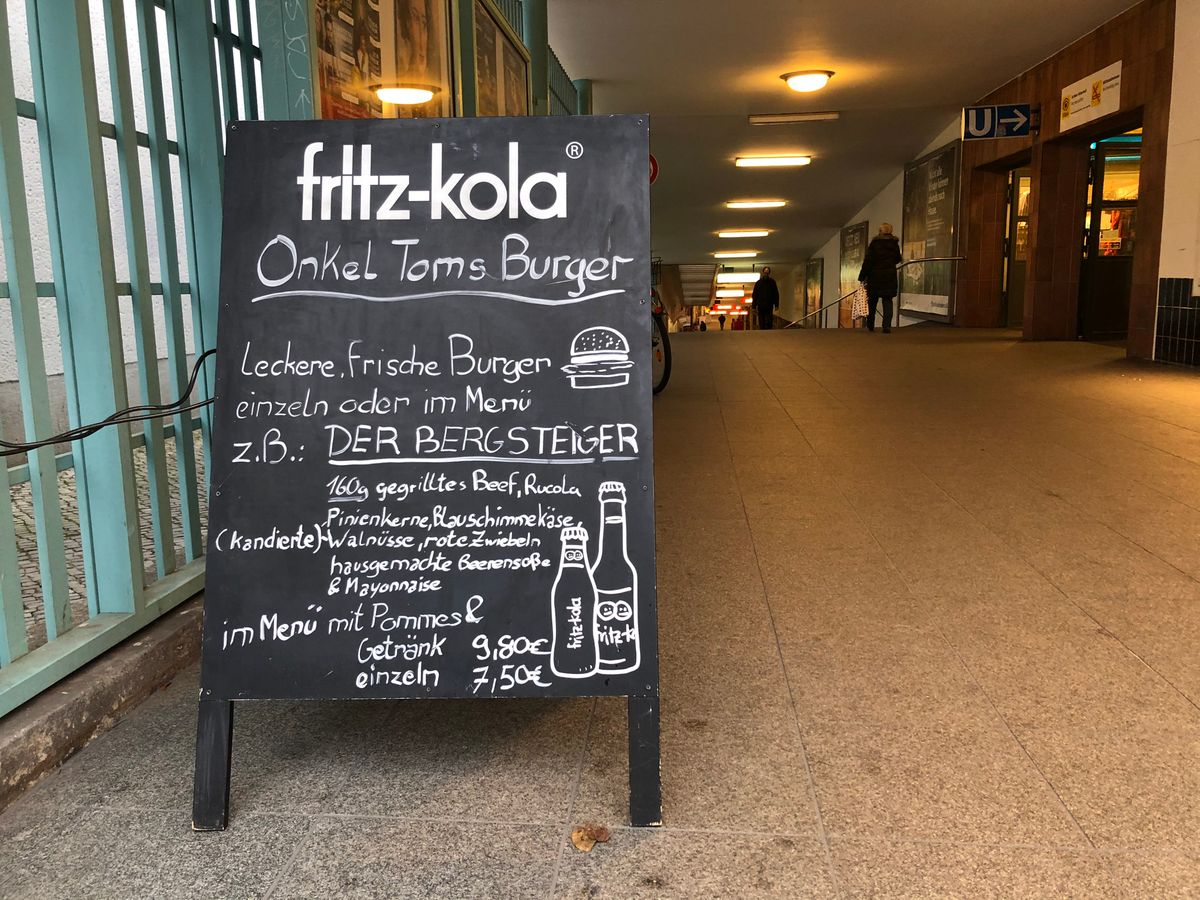 fritz-kola®
Onkel Toms Burger
Leckere, frische Burger
einzeln oder im Menü
z.B.: DER BERGSTEIGER
160g gegrilltes Beef, Rucola
Pinienkerne, Blauschimmekäse,
(kandierte) Walnüsse, rote Zwiebeln
hausgemachte Beerensoße
& Mayonnaise
im Menü mit Pommes &
Getränk 9,80€
einzeln 7,50€
fritz-kola
fritz-k
U →